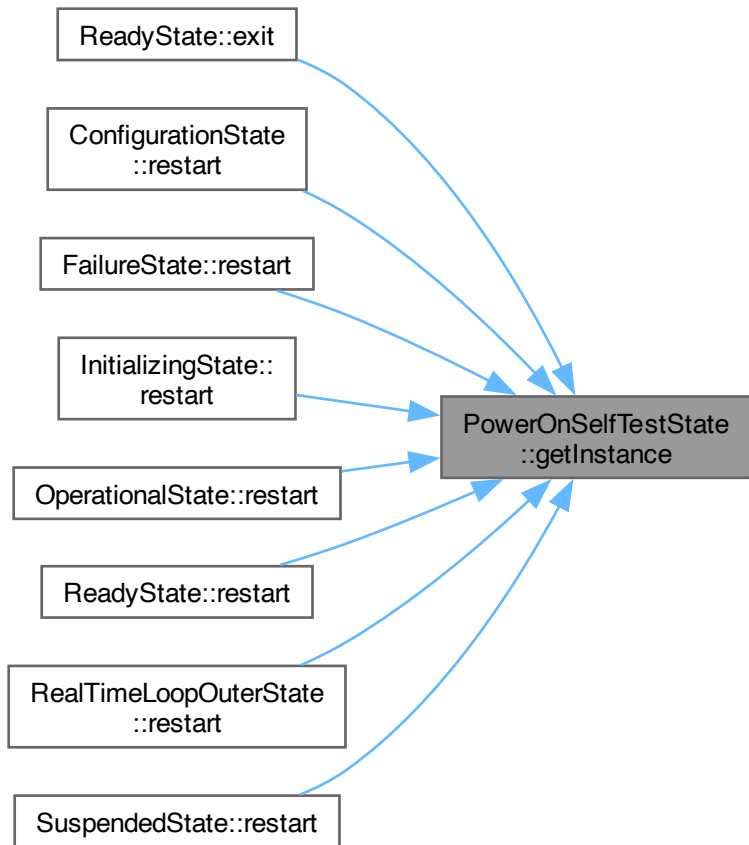 ReadyState::exit
ConfigurationState
::restart
FailureState::restart
InitializingState::
restart
PowerOnSelfTestState
::getInstance
OperationalState::restart
ReadyState::restart
RealTimeLoopOuterState
::restart
SuspendedState::restart